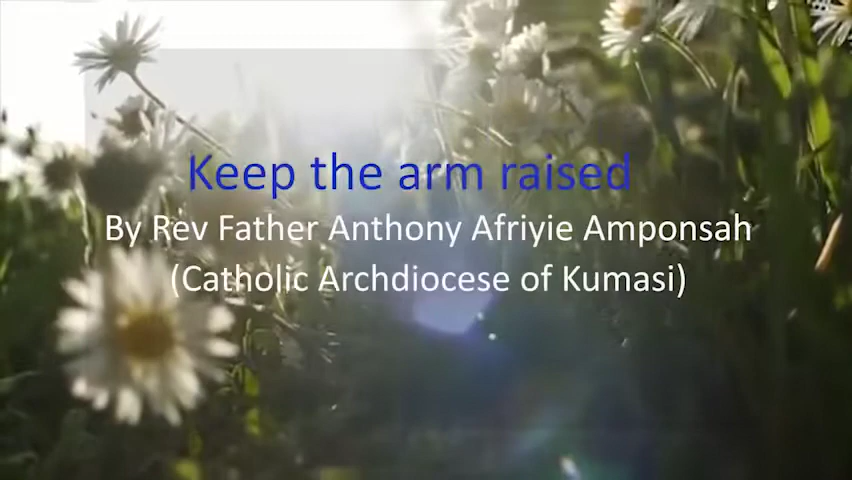 Keep the arm raised
By Rev Father Anthony Afriyie Amponsah
(Catholic Archdiocese of Kumasi)